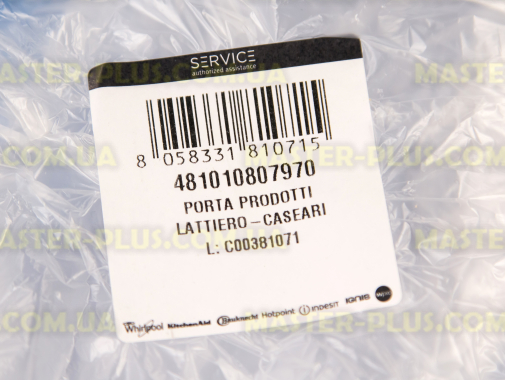 SERVICE
authorized assistance
8 058331 810715
481010807970
PORTA PRODOTTI
LATTIERO-CASEARI
L: C00381071
Whirlpool KitchenAid Bauknecht Hotpoint indesit IGNIS
MASTER-PLUS.COM.UA